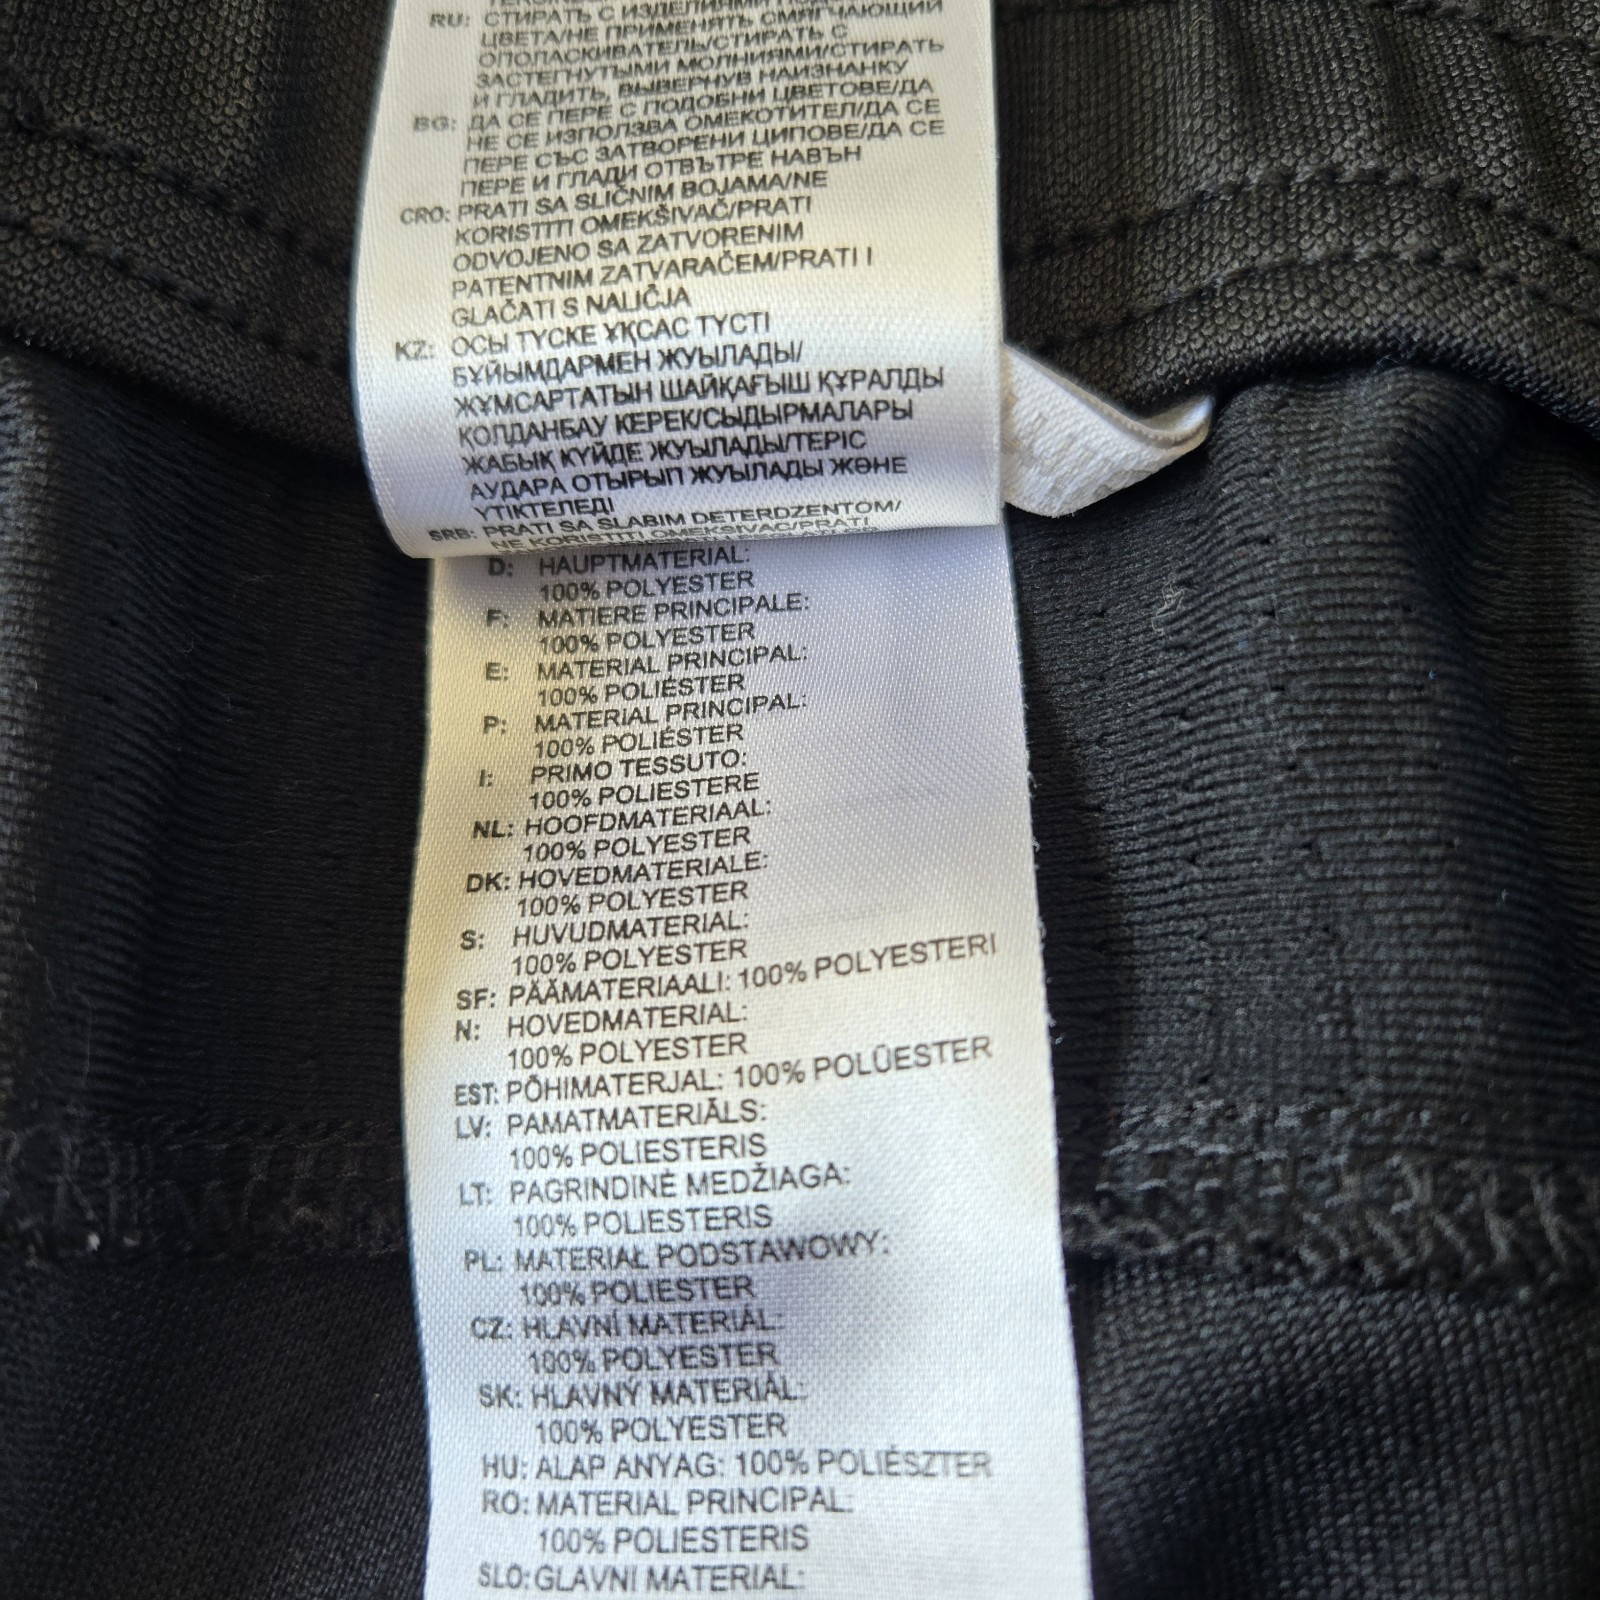 RU: СТИРАТЬ С ИЗДЕЛИЯМИ
ЦВЕТА/НЕ ПРИМЕНЯТЬ СМЯГЧАЮЩИЙ
ОПОЛАСКИВАТЕЛЬ/СТИРАТЬ С
ЗАСТЕГНУТЫМИ МОЛНИЯМИ/СТИРАТЬ
И ГЛАДИТЬ, ВЫВЕРНУВ НАИЗНАНКУ
BG: ДА СЕ ПЕРЕ С ПОДОБНИ ЦВЕТОВЕ/ДА
НЕ СЕ ИЗПОЛЗВА ОМЕКОТИТЕЛ/ДА СЕ
ПЕРЕ СЪС ЗАТВОРЕНИ ЦИПОВЕ/ДА СЕ
ПЕРЕ И ГЛАДИ ОТВЪТРЕ НАВЪН
CRO: PRATI SA SLIČNIM BOJAMA/NE
KORISTITI OMEKŠIVAČ/PRATI
ODVOJENO SA ZATVORENIM
PATENTNIM ZATVARAČEM/PRATI I
GLAČATI S NALIČJA
KZ: ОСЫ ТҮСКЕ ҰҚСАС ТҮСТІ
БҰЙЫМДАРМЕН ЖУЫЛАДЫ/
ЖҰМСАРТАТЫН ШАЙҚАҒЫШ ҚҰРАЛДЫ
ҚОЛДАНБАУ КЕРЕК/СЫДЫРМАЛАРЫ
ЖАБЫҚ КҮЙДЕ ЖУЫЛАДЫ/ТЕРІС
АУДАРА ОТЫРЫП ЖУЫЛАДЫ ЖӘНЕ
ҮТІКТЕЛЕДІ
SRB: PRATI SA SLABIM DETERDZENTOM/
NE KORISTITI OMEKSIVAC/PRATI
D: HAUPTMATERIAL:
100% POLYESTER
F: MATIERE PRINCIPALE:
100% POLYESTER
E: MATERIAL PRINCIPAL:
100% POLIÉSTER
P: MATERIAL PRINCIPAL:
100% POLIÉSTER
I: PRIMO TESSUTO:
100% POLIESTERE
NL: HOOFDMATERIAAL:
100% POLYESTER
DK: HOVEDMATERIALE:
100% POLYESTER
S: HUVUDMATERIAL:
100% POLYESTER
SF: PÄÄMATERIAALI: 100% POLYESTERI
N: HOVEDMATERIAL:
100% POLYESTER
EST: PÕHIMATERJAL: 100% POLÜESTER
LV: PAMATMATERIĀLS:
100% POLIESTERIS
LT: PAGRINDINĖ MEDŽIAGA:
100% POLIESTERIS
PL: MATERIAŁ PODSTAWOWY:
100% POLIESTER
CZ: HLAVNÍ MATERIÁL:
100% POLYESTER
SK: HLAVNÝ MATERIÁL:
100% POLYESTER
HU: ALAP ANYAG: 100% POLIÉSZTER
RO: MATERIAL PRINCIPAL:
100% POLIESTERIS
SLO: GLAVNI MATERIAL: